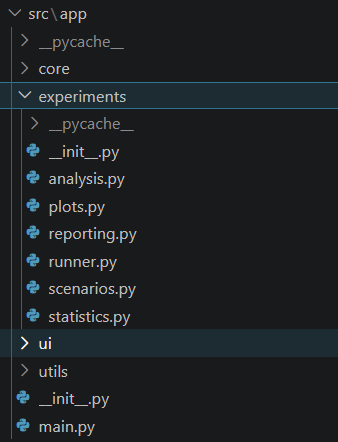 src\app
__pycache__
core
experiments
__pycache__
__init__.py
analysis.py
plots.py
reporting.py
runner.py
scenarios.py
statistics.py
ui
utils
__init__.py
main.py